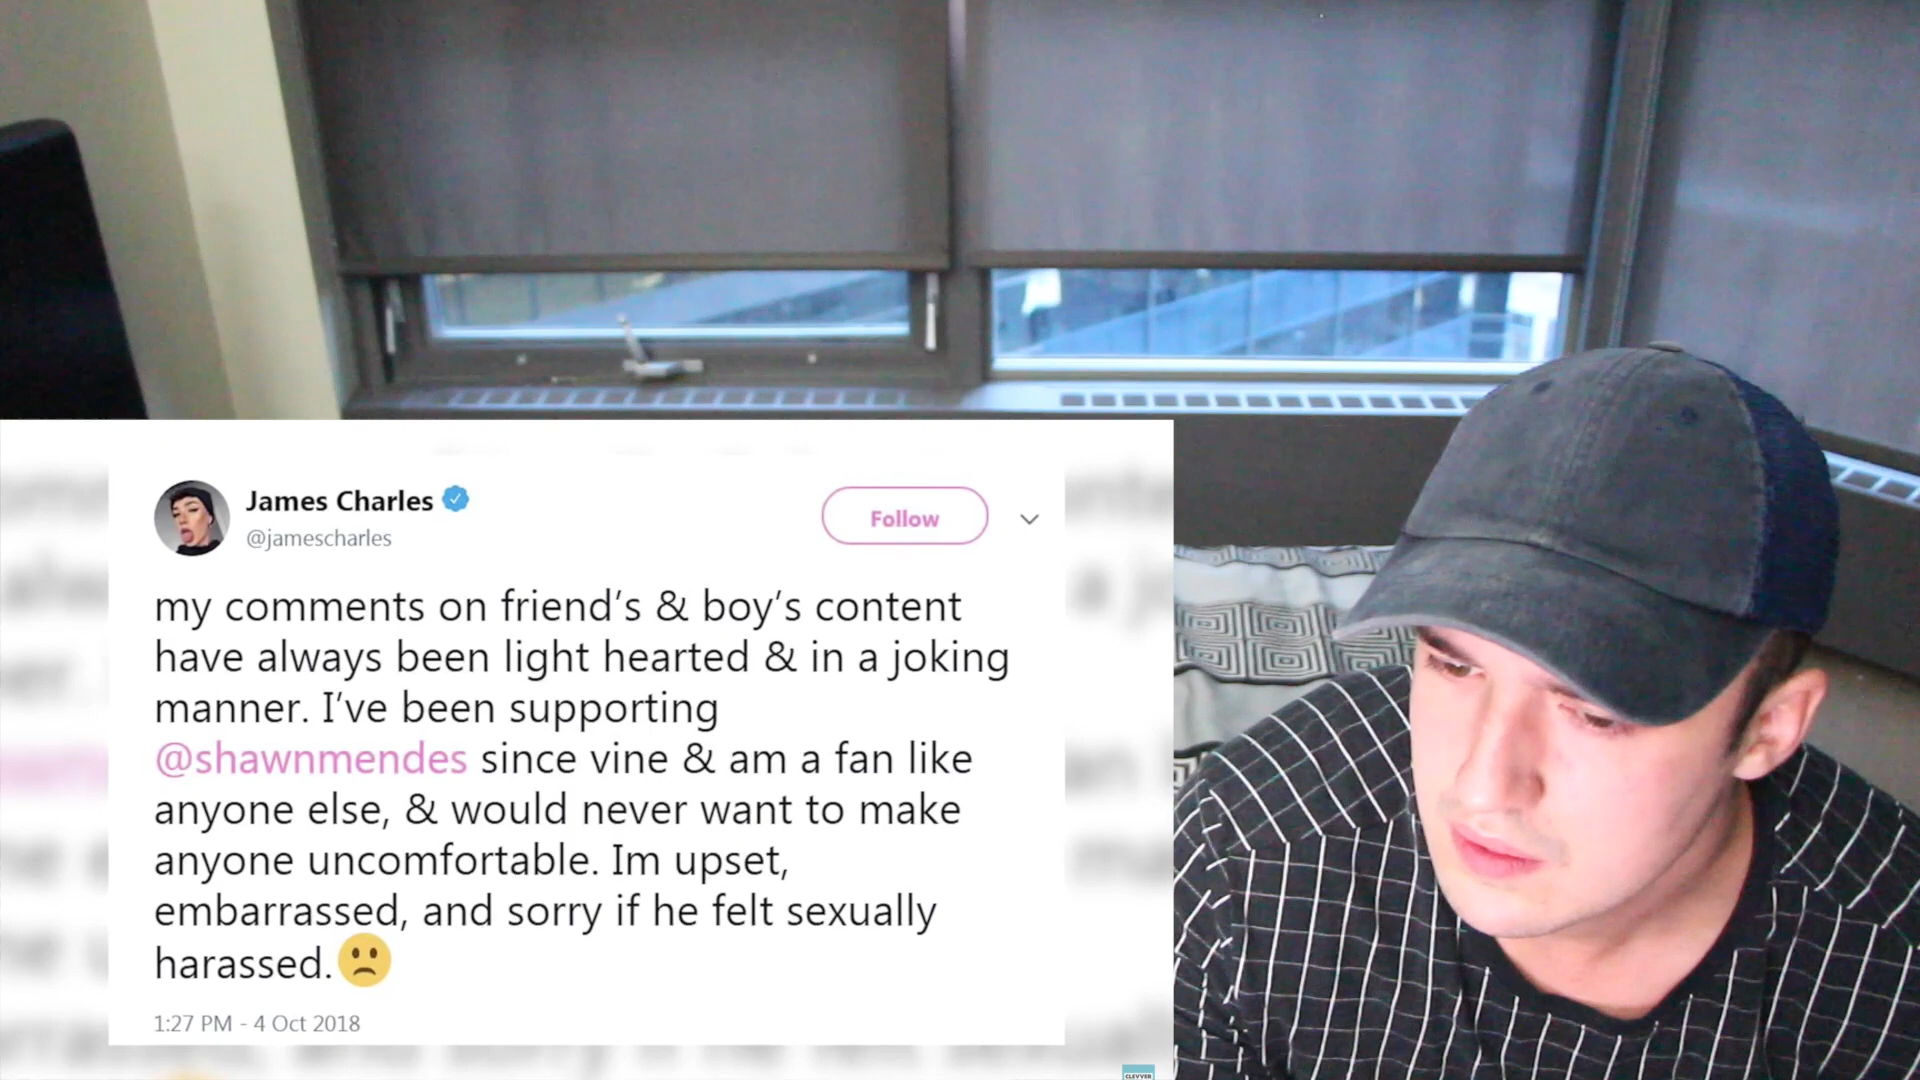 James Charles
@jamescharles
Follow
my comments on friend's & boy's content
have always been light hearted & in a joking
manner. I've been supporting
@shawnmendes since vine & am a fan like
anyone else, & would never want to make
anyone uncomfortable. Im upset,
embarrassed, and sorry if he felt sexually
harassed.🙁
1:27 PM - 4 Oct 2018
CLEVVER